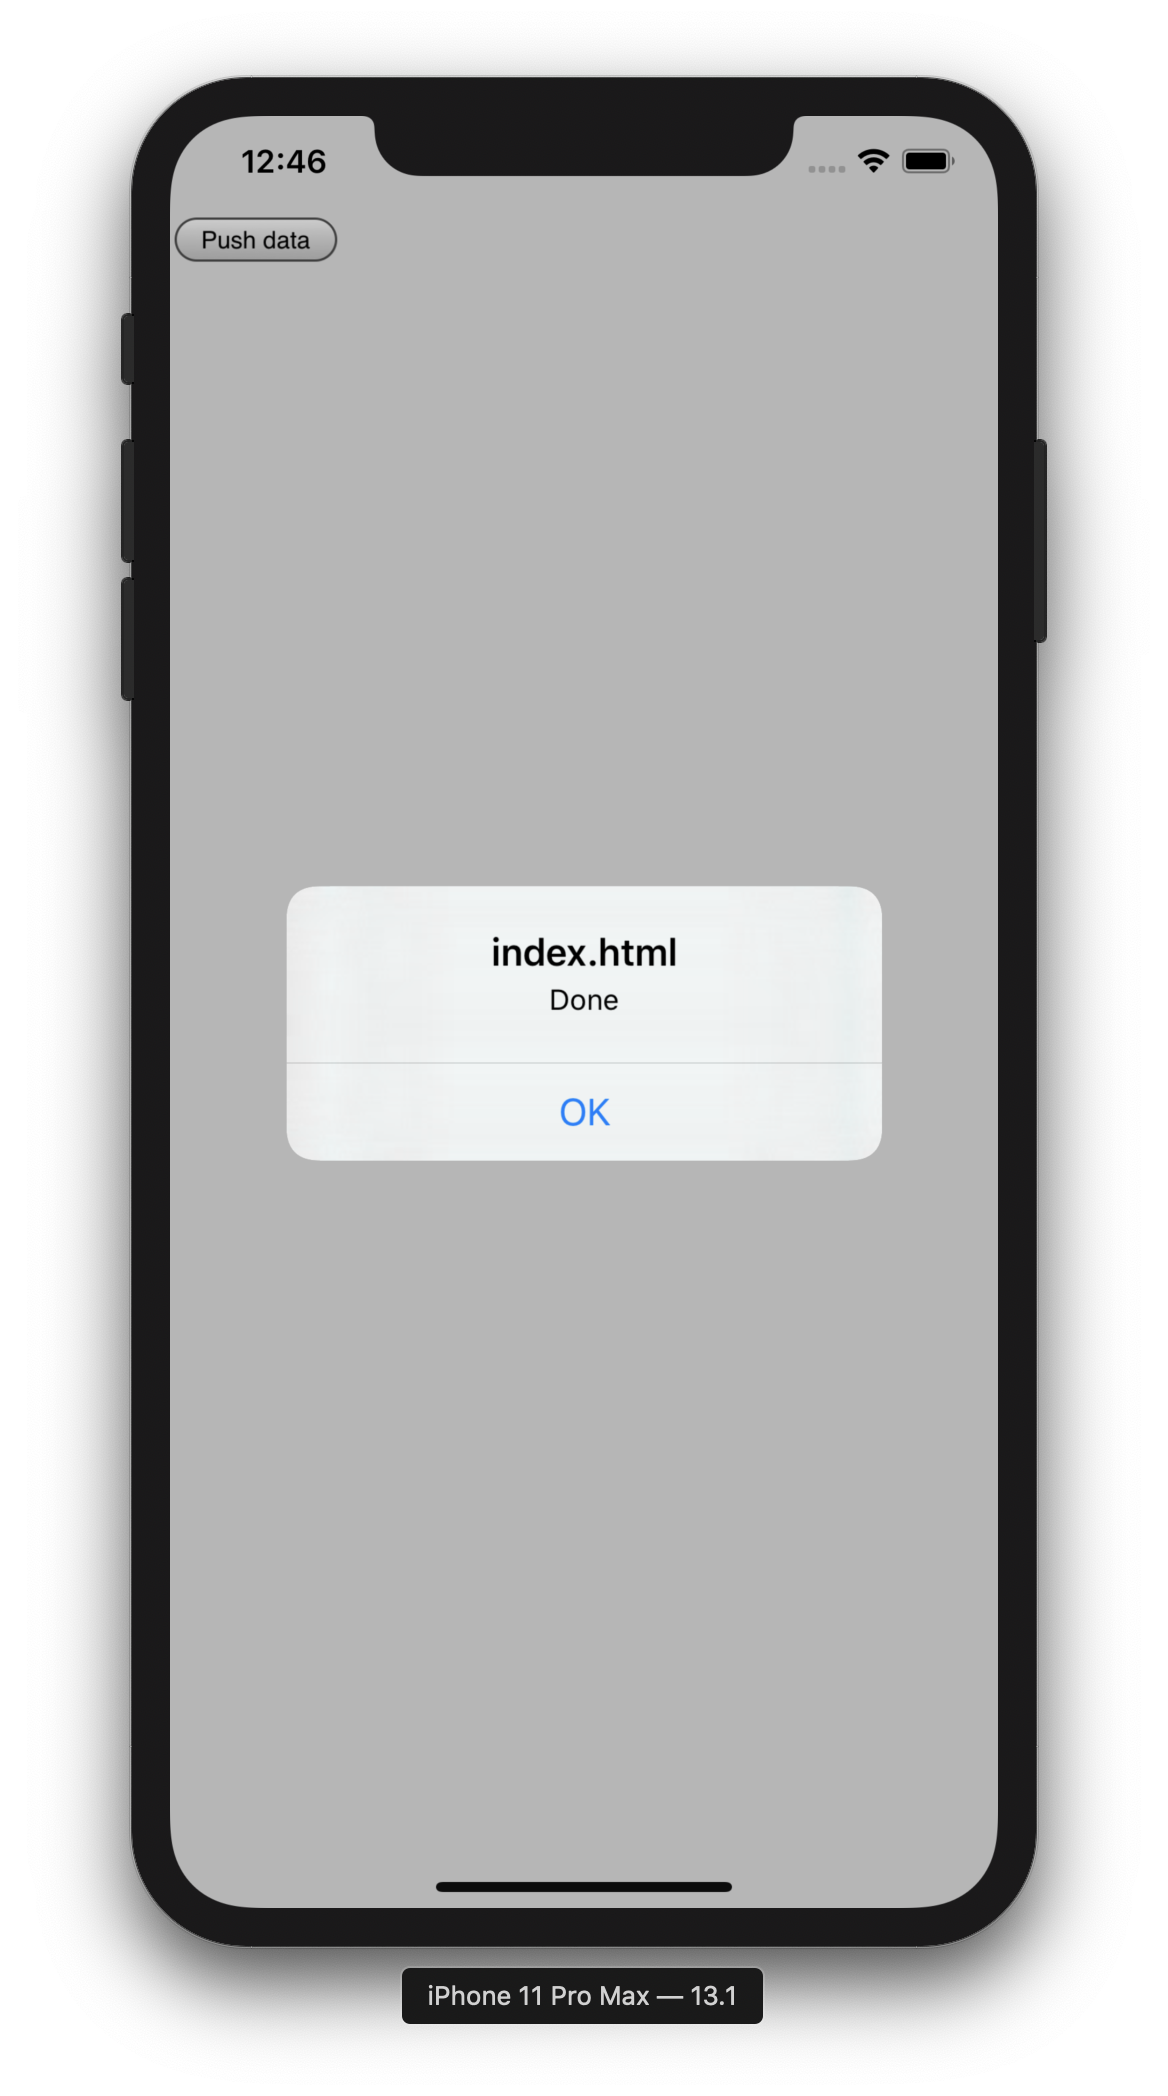 12:46
Push data
index.html
Done
OK
iPhone 11 Pro Max — 13.1